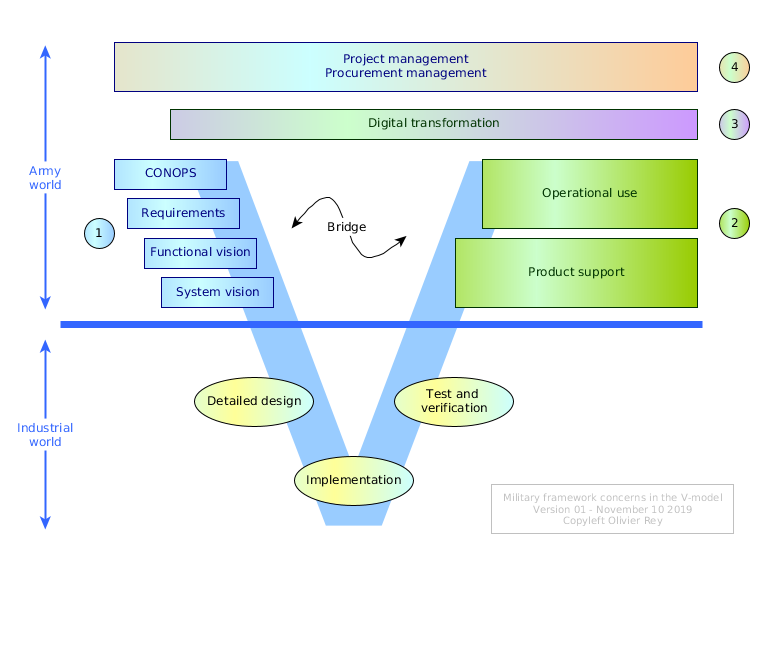 Project management
Procurement management
4
Digital transformation
3
Army
world
CONOPS
Requirements
1
Functional vision
System vision
Bridge
Operational use
2
Product support
Industrial
world
Detailed design
Test and
verification
Implementation
Military framework concerns in the V-model
Version 01 - November 10 2019
Copyleft Olivier Rey